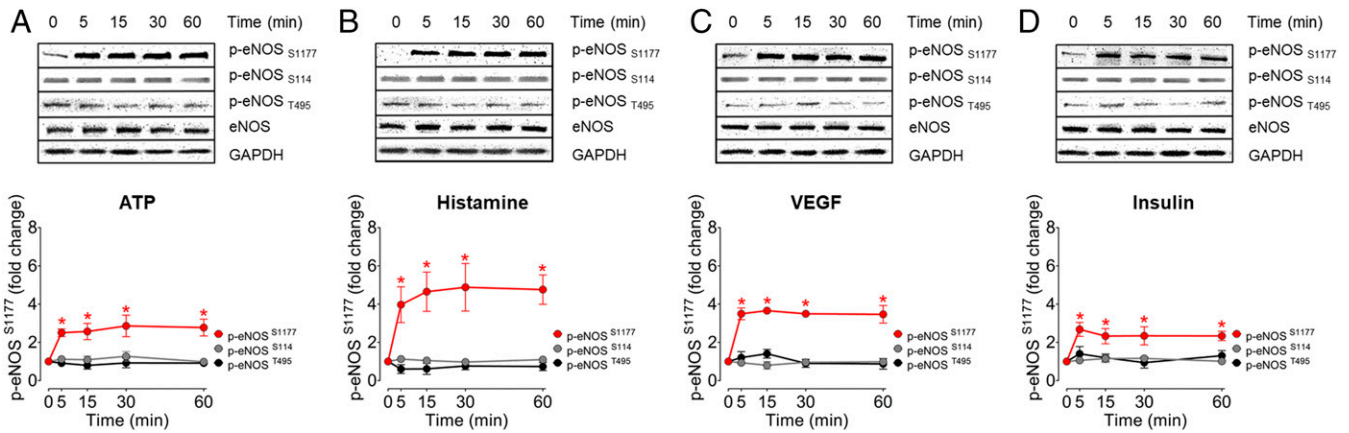 A
0 5 15 30 60 Time (min)
p-eNOS S1177
p-eNOS S114
p-eNOS T495
eNOS
GAPDH
ATP
p-eNOS S1177 (fold change)
8
6
4
2
0
p-eNOS S1177
p-eNOS S114
p-eNOS T495
0 5 15 30 60
Time (min)
B
0 5 15 30 60 Time (min)
p-eNOS S1177
p-eNOS S114
p-eNOS T495
eNOS
GAPDH
Histamine
p-eNOS S1177 (fold change)
8
6
4
2
0
p-eNOS S1177
p-eNOS S114
p-eNOS T495
0 5 15 30 60
Time (min)
C
0 5 15 30 60 Time (min)
p-eNOS S1177
p-eNOS S114
p-eNOS T495
eNOS
GAPDH
VEGF
p-eNOS S1177 (fold change)
8
6
4
2
0
p-eNOS S1177
p-eNOS S114
p-eNOS T495
0 5 15 30 60
Time (min)
D
0 5 15 30 60 Time (min)
p-eNOS S1177
p-eNOS S114
p-eNOS T495
eNOS
GAPDH
Insulin
p-eNOS S1177 (fold change)
8
6
4
2
0
p-eNOS S1177
p-eNOS S114
p-eNOS T495
0 5 15 30 60
Time (min)